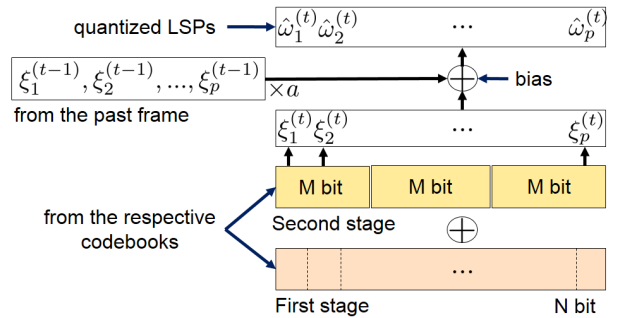 quantized LSPs
ω̂₁⁽ᵗ⁾ ω̂₂⁽ᵗ⁾ ... ω̂ₚ⁽ᵗ⁾
ξ₁⁽ᵗ⁻¹⁾, ξ₂⁽ᵗ⁻¹⁾, ..., ξₚ⁽ᵗ⁻¹⁾
×a
bias
from the past frame
ξ₁⁽ᵗ⁾ ξ₂⁽ᵗ⁾ ... ξₚ⁽ᵗ⁾
M bit M bit M bit
from the respective
codebooks
Second stage
...
First stage
N bit